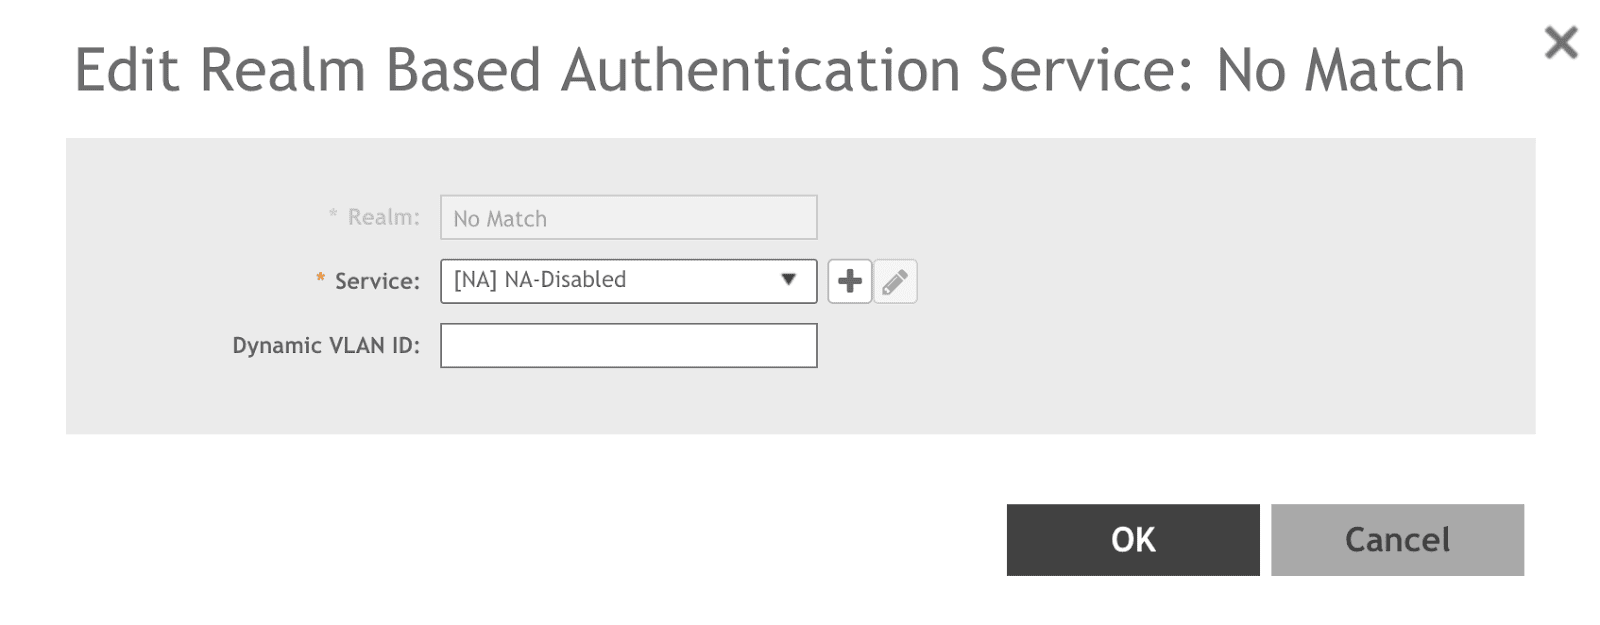 Edit Realm Based Authentication Service: No Match
* Realm: No Match
* Service: [NA] NA-Disabled
Dynamic VLAN ID:
OK Cancel